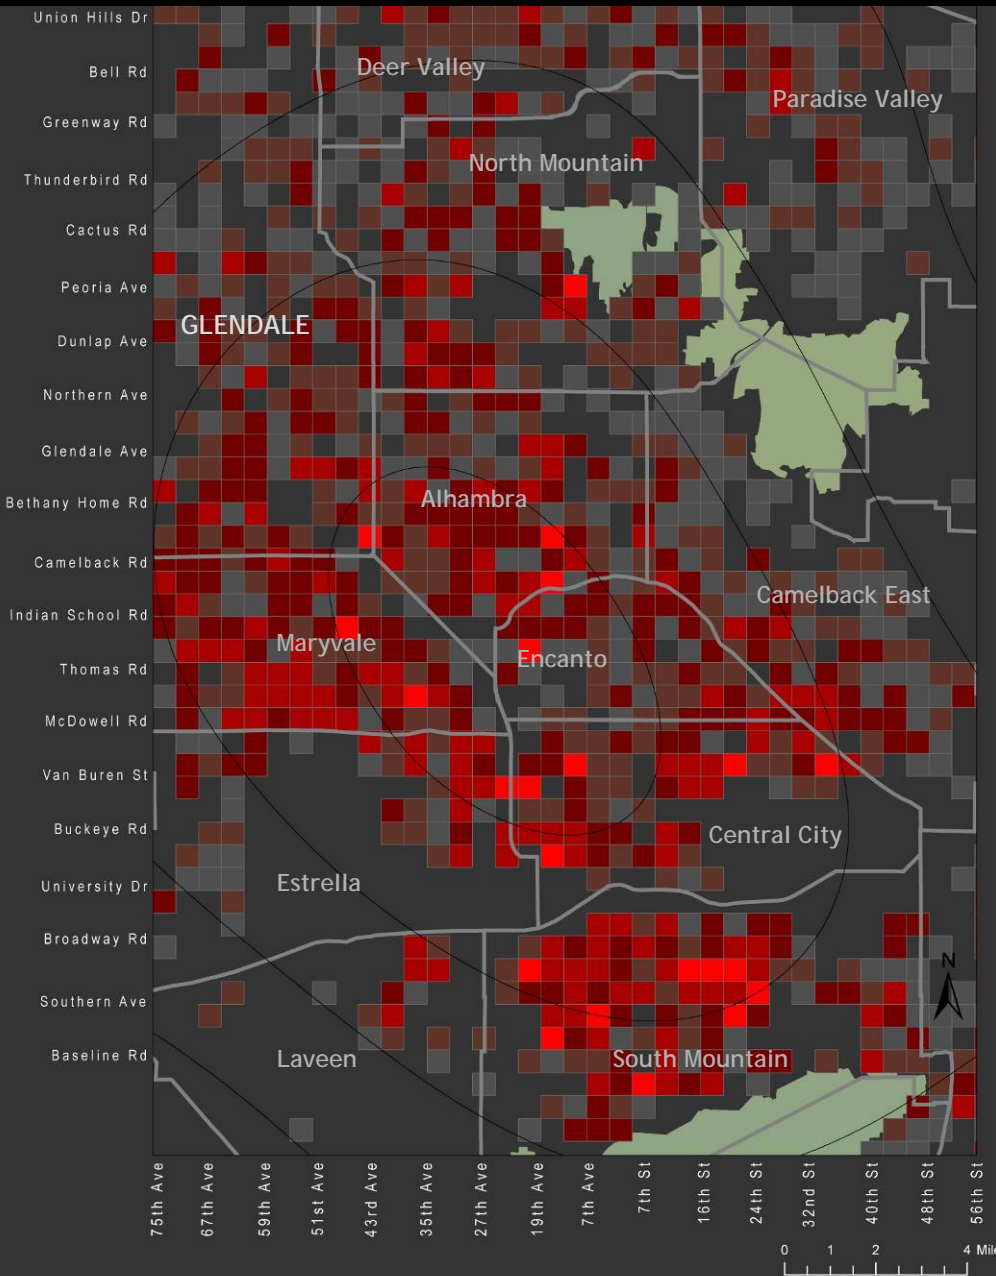 Union Hills Dr
Bell Rd
Greenway Rd
Thunderbird Rd
Cactus Rd
Peoria Ave
Dunlap Ave
Northern Ave
Glendale Ave
Bethany Home Rd
Camelback Rd
Indian School Rd
Thomas Rd
McDowell Rd
Van Buren St
Buckeye Rd
University Dr
Broadway Rd
Southern Ave
Baseline Rd
Deer Valley
Paradise Valley
North Mountain
GLENDALE
Alhambra
Camelback East
Maryvale
Encanto
Central City
Estrella
N
Laveen
South Mountain
75th Ave
67th Ave
59th Ave
51st Ave
43rd Ave
35th Ave
27th Ave
19th Ave
7th Ave
7th St
16th St
24th St
32nd St
40th St
48th St
56th St
0 1 2 4 Mile